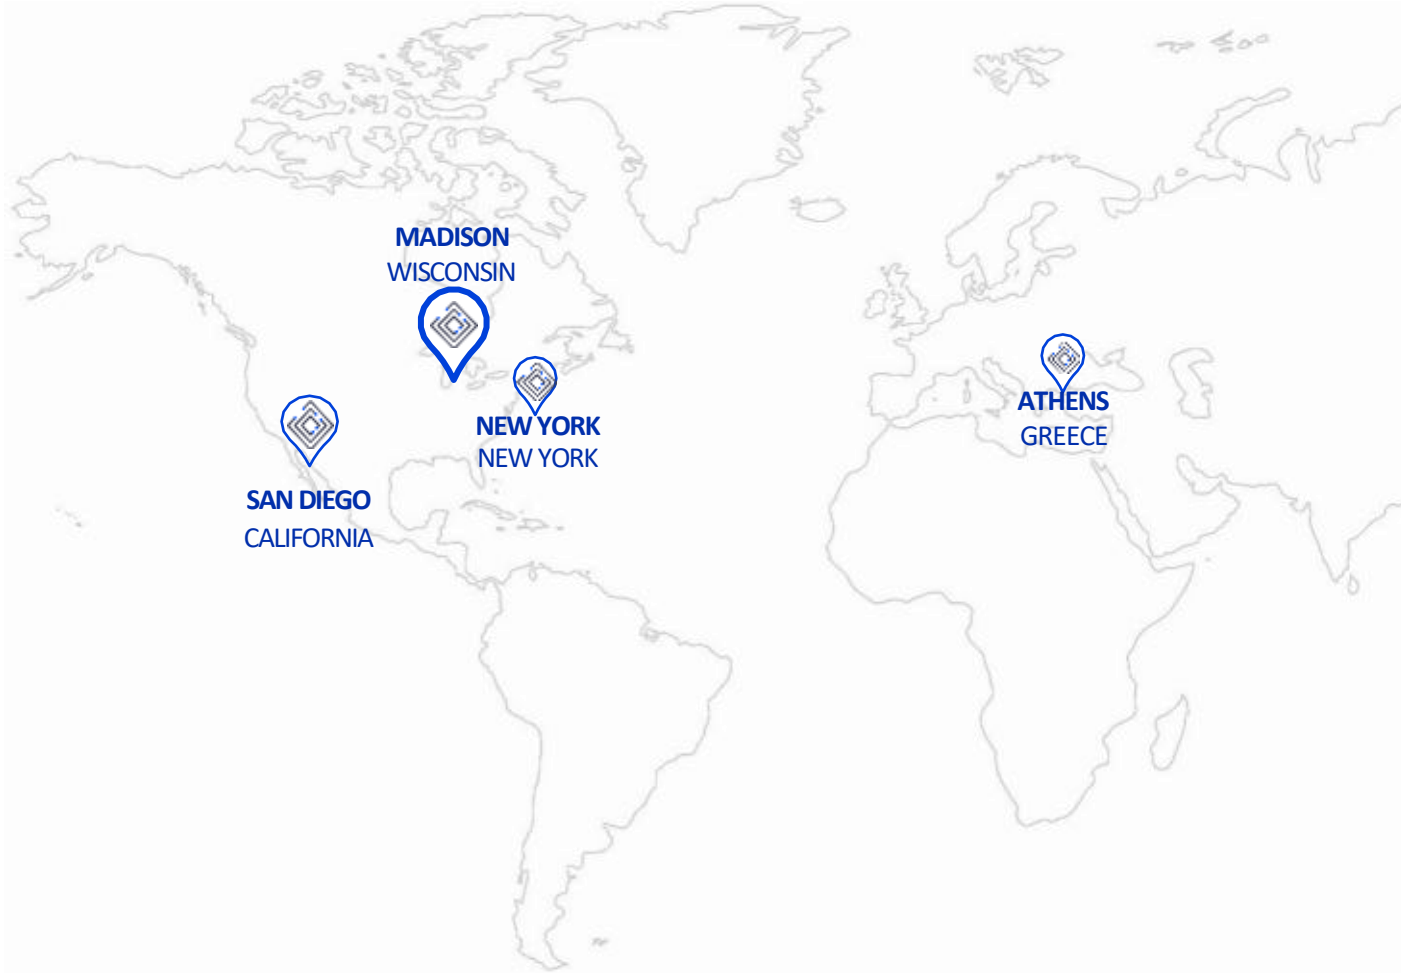 MADISON
WISCONSIN
NEW YORK
NEW YORK
ATHENS
GREECE
SAN DIEGO
CALIFORNIA